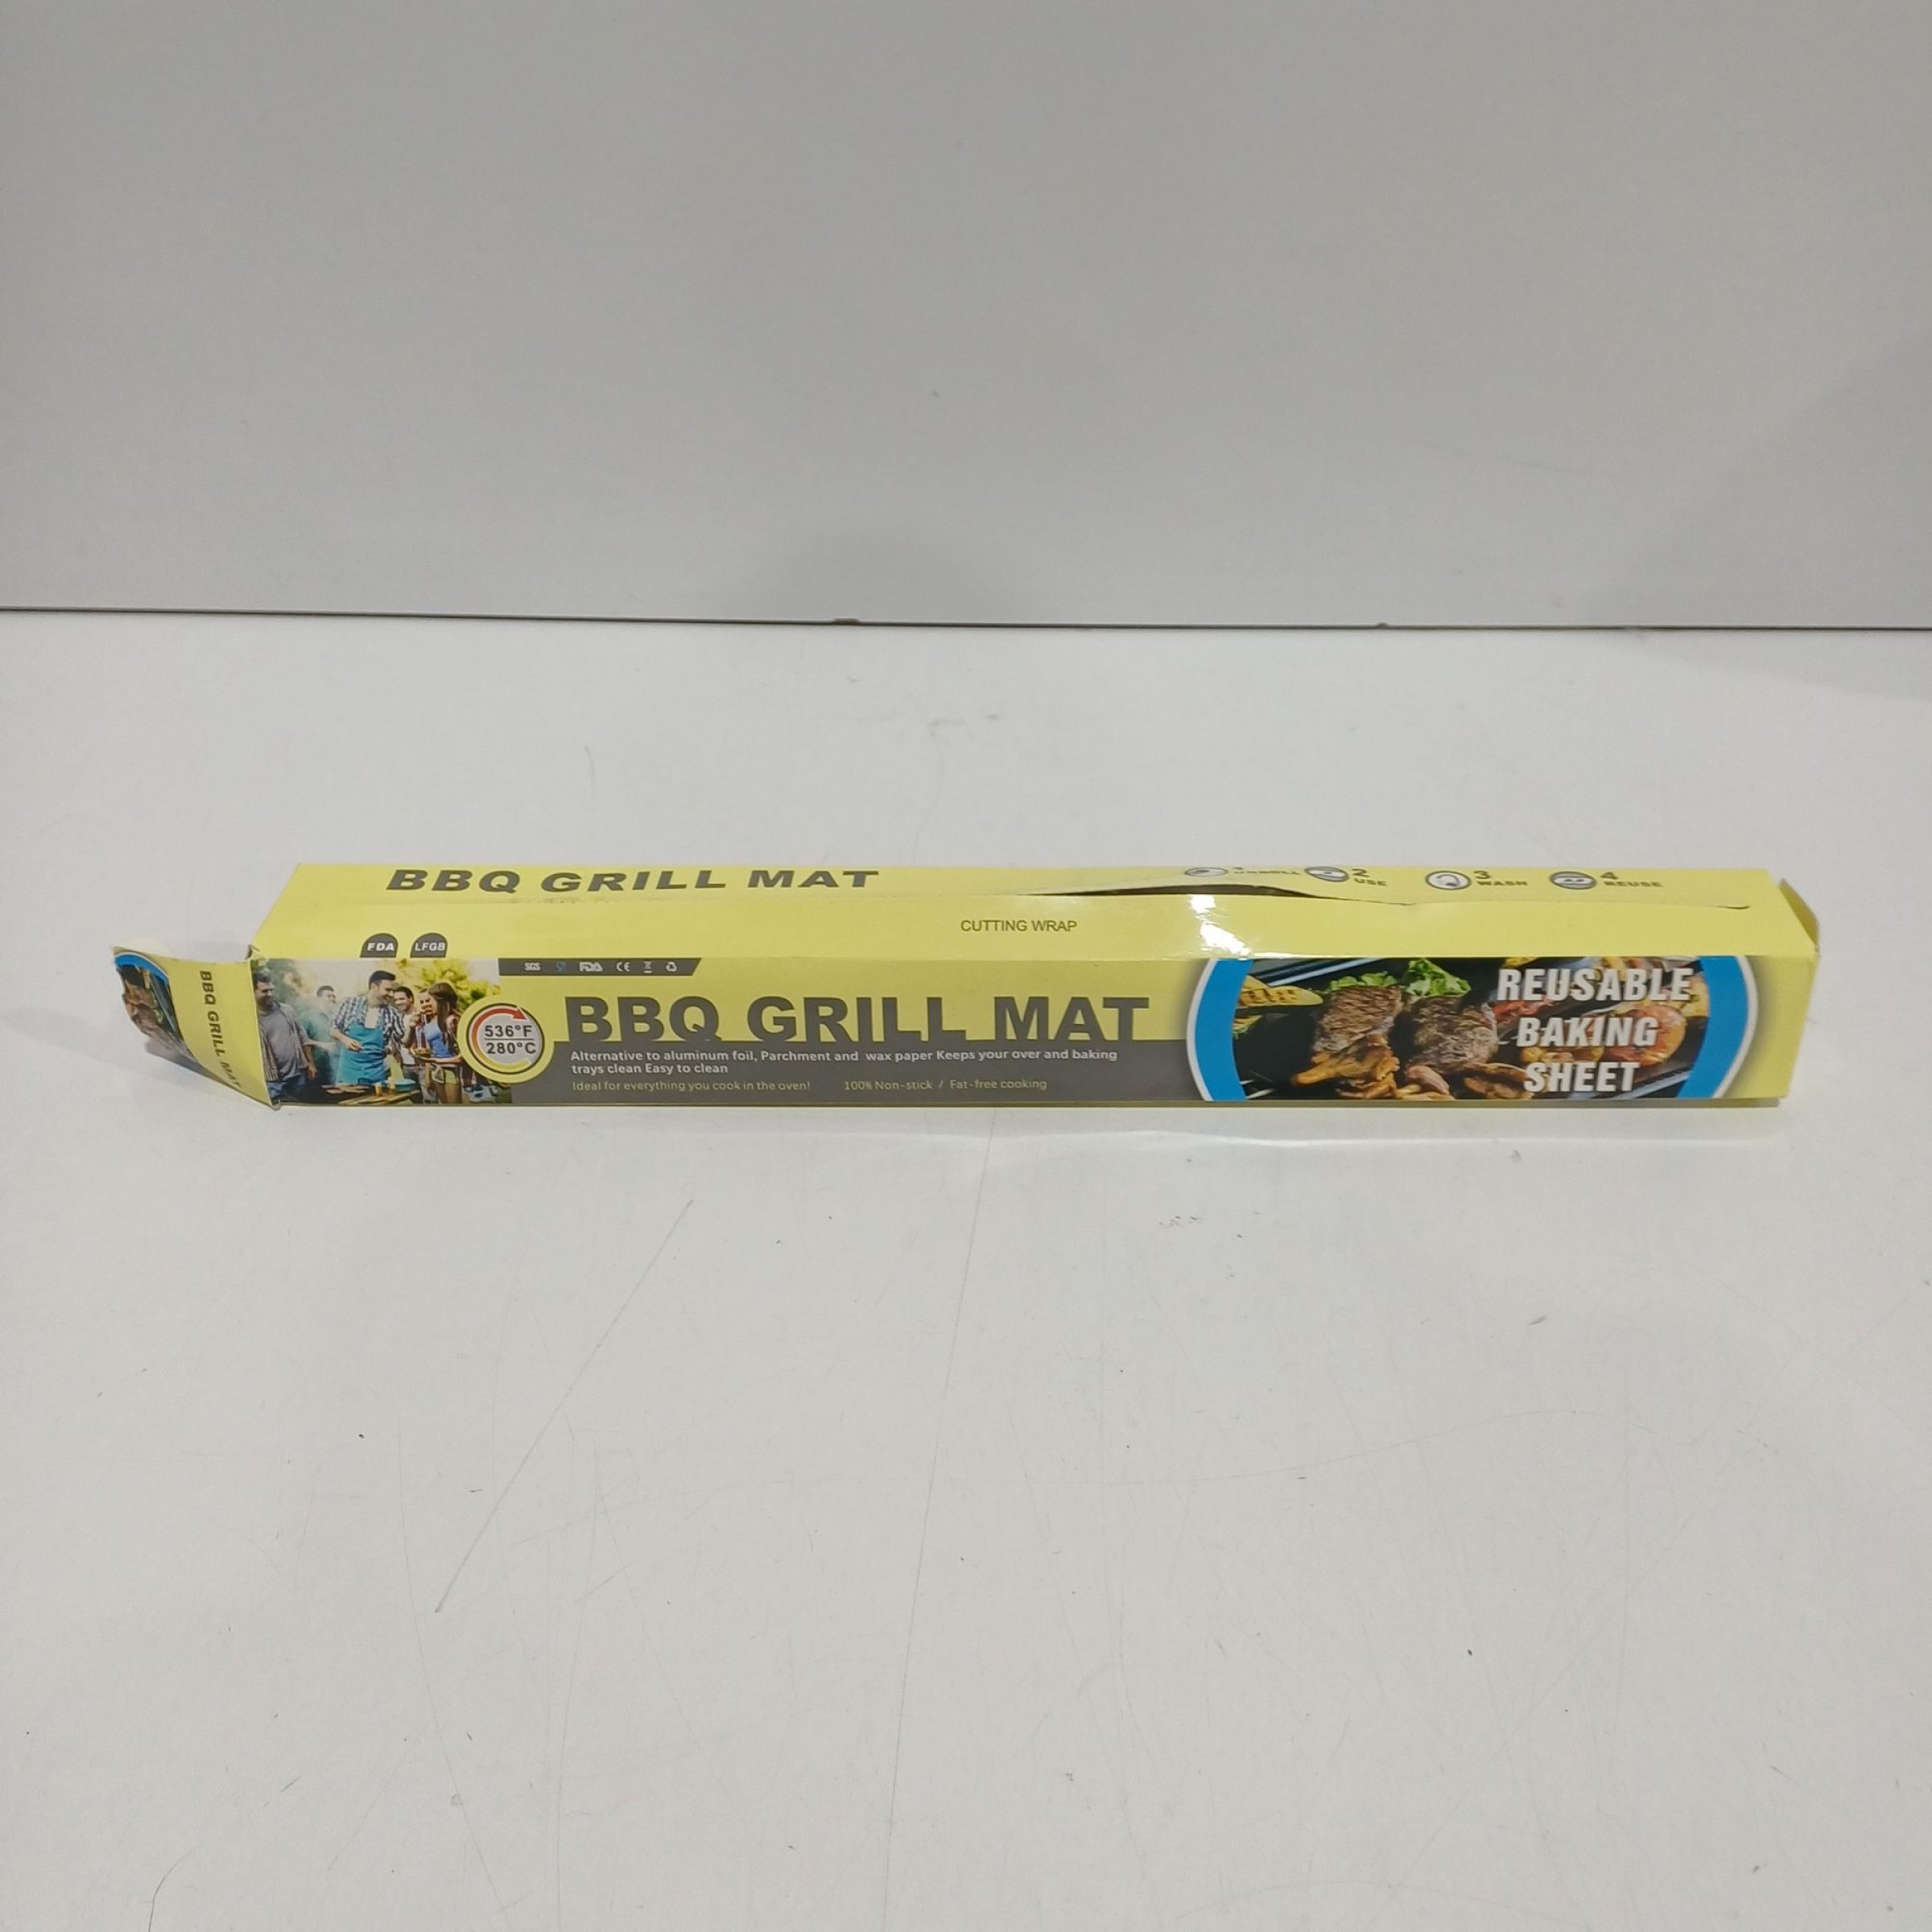 BBQ GRILL MAT
2
USE
3
WASH
4
REUSE
CUTTING WRAP
FDA LFGB
BBQ GRILL MAT
SGS FDA CE
536°F
280°C
BBQ GRILL MAT
Alternative to aluminum foil, Parchment and wax paper Keeps your over and baking
trays clean Easy to clean
Ideal for everything you cook in the oven! 100% Non-stick / Fat-free cooking
REUSABLE
BAKING
SHEET